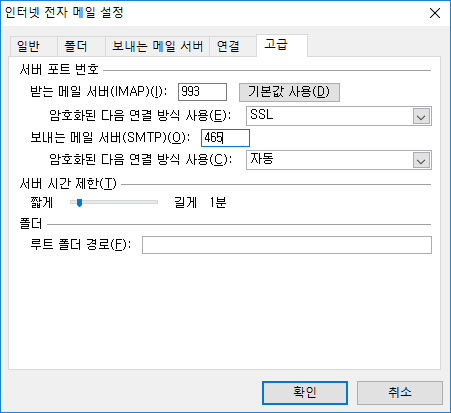 인터넷 전자 메일 설정
일반 폴더 보내는 메일 서버 연결 고급
서버 포트 번호
받는 메일 서버(IMAP)(I): 993 기본값 사용(D)
암호화된 다음 연결 방식 사용(E): SSL
보내는 메일 서버(SMTP)(O): 465
암호화된 다음 연결 방식 사용(C): 자동
서버 시간 제한(T)
짧게 길게 1분
폴더
루트 폴더 경로(F):
확인 취소